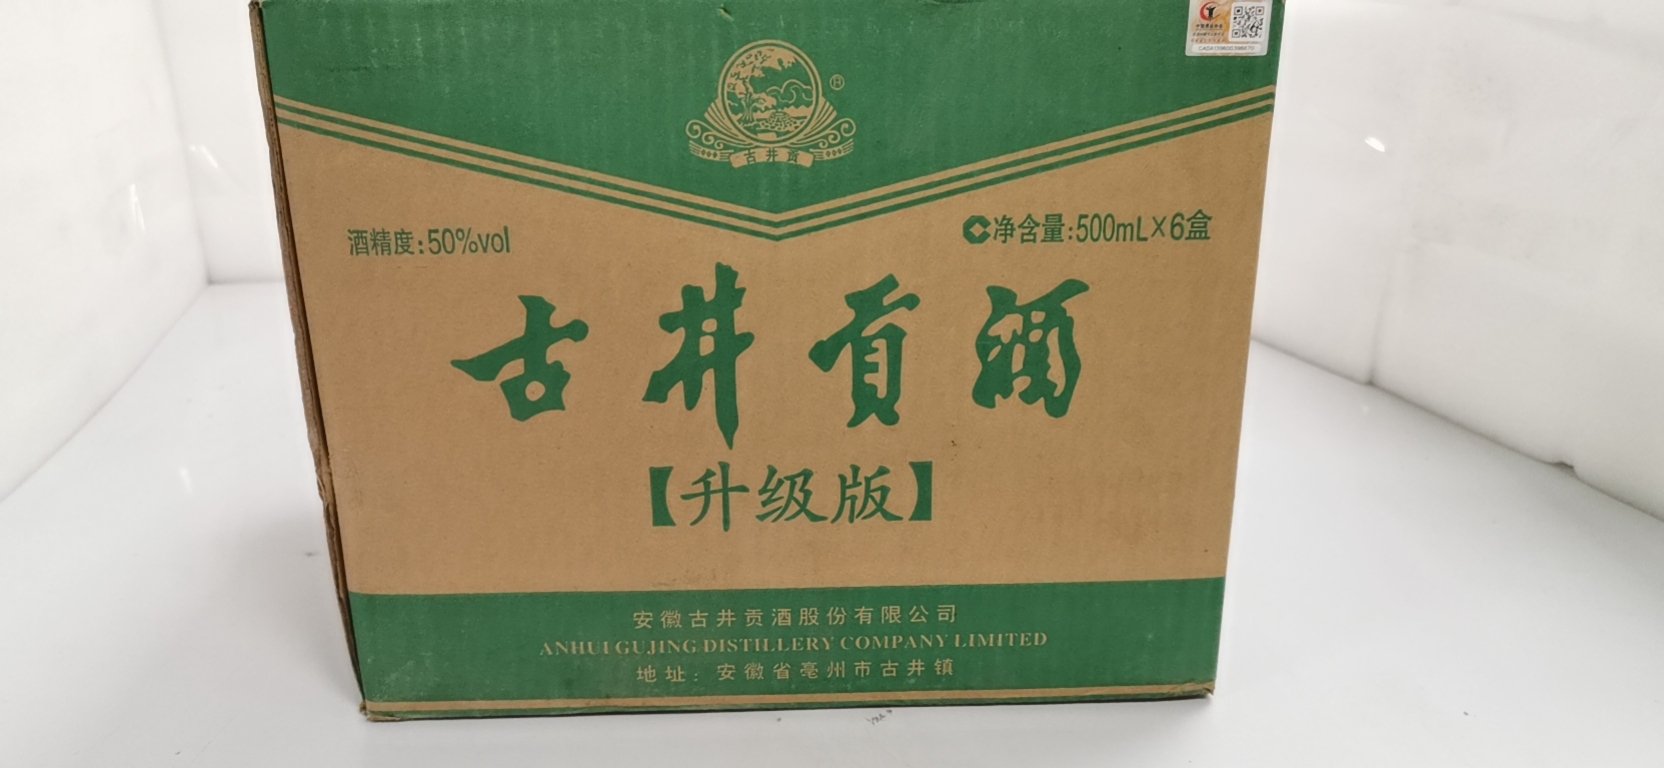 古井贡
®
酒精度:50%vol
净含量:500mL×6盒
古井贡酒
【升级版】
安徽古井贡酒股份有限公司
ANHUI GUJING DISTILLERY COMPANY LIMITED
地址：安徽省亳州市古井镇